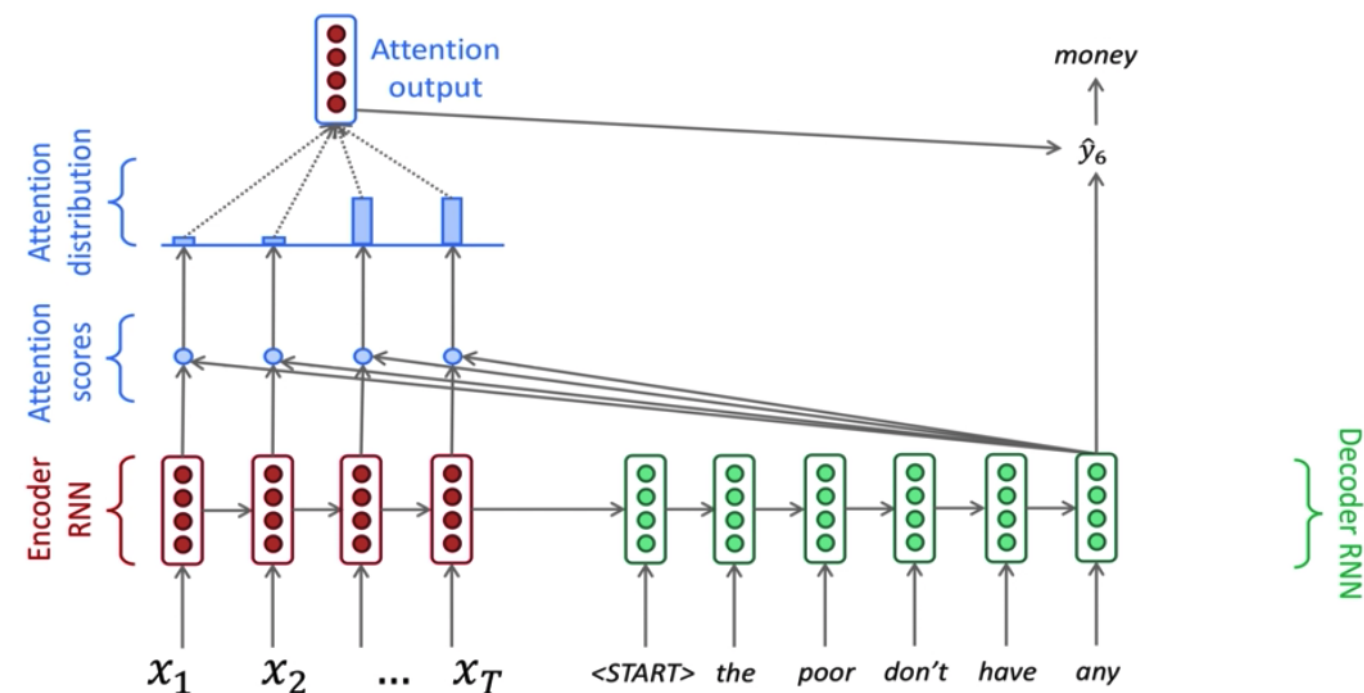 Attention
output
money
ŷ₆
Attention
distribution
Attention
scores
Encoder
RNN
Decoder RNN
x₁ x₂ ... x_T <START> the poor don't have any